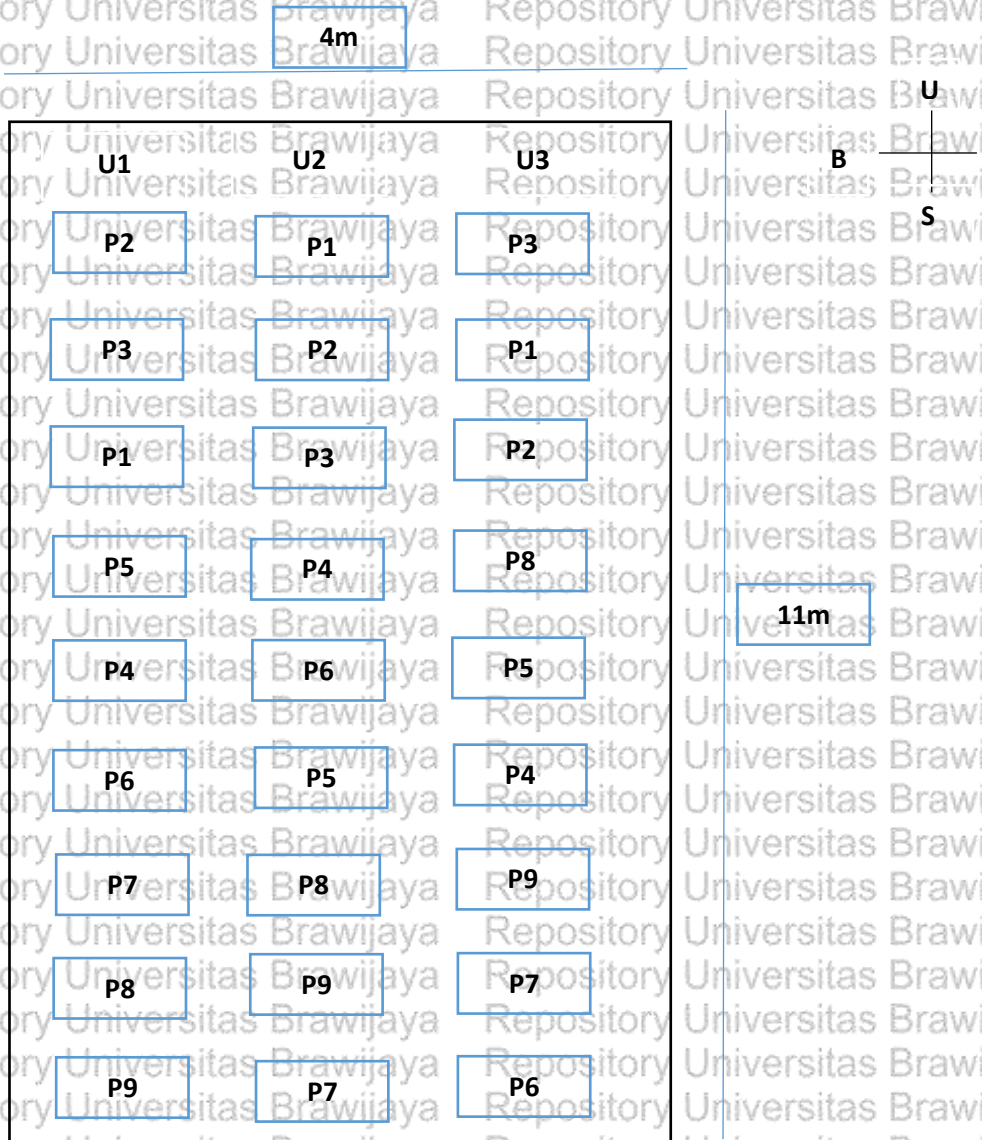 4m
U
U1 U2 U3
B
S
P2 P1 P3
P3 P2 P1
P1 P3 P2
P5 P4 P8
11m
P4 P6 P5
P6 P5 P4
P7 P8 P9
P8 P9 P7
P9 P7 P6
Repository Universitas Brawijaya